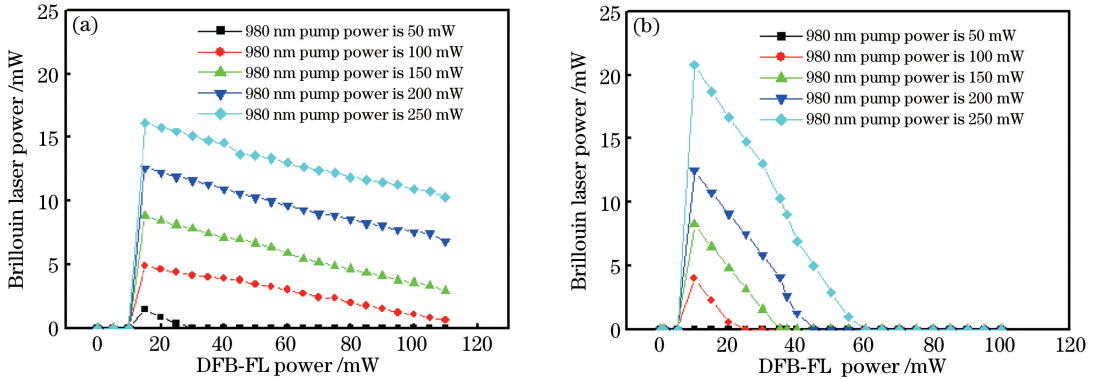 (a)
980 nm pump power is 50 mW
980 nm pump power is 100 mW
980 nm pump power is 150 mW
980 nm pump power is 200 mW
980 nm pump power is 250 mW
25
20
15
10
5
0
Brillouin laser power /mW
0 20 40 60 80 100 120
DFB-FL power /mW
(b)
980 nm pump power is 50 mW
980 nm pump power is 100 mW
980 nm pump power is 150 mW
980 nm pump power is 200 mW
980 nm pump power is 250 mW
25
20
15
10
5
0
Brillouin laser power /mW
0 20 40 60 80 100 120
DFB-FL power /mW